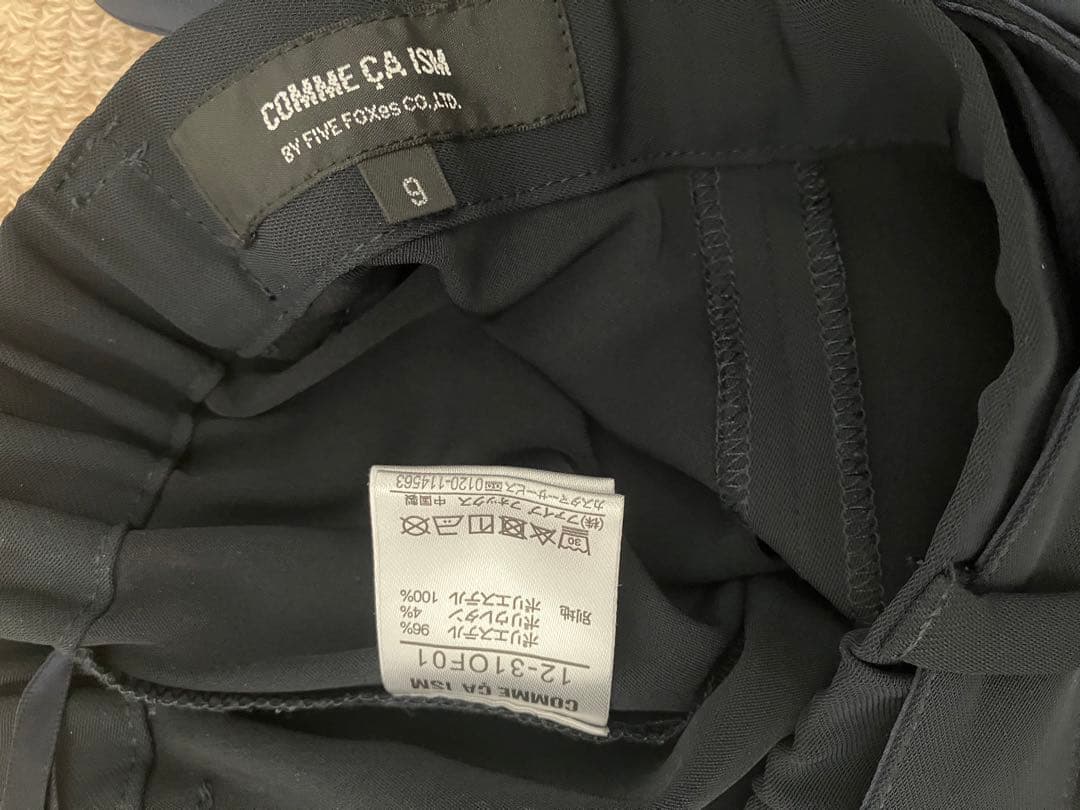 COMME ÇA ISM
BY FIVE FOXes CO.,LTD.
9
COMME ÇA ISM
12-31OF01
ポリエステル 96%
ポリウレタン 4%
ポリエステル 100%
別地
30
(株)ファイブ フォックス 中国製
カスタマーサービス 0120-114563